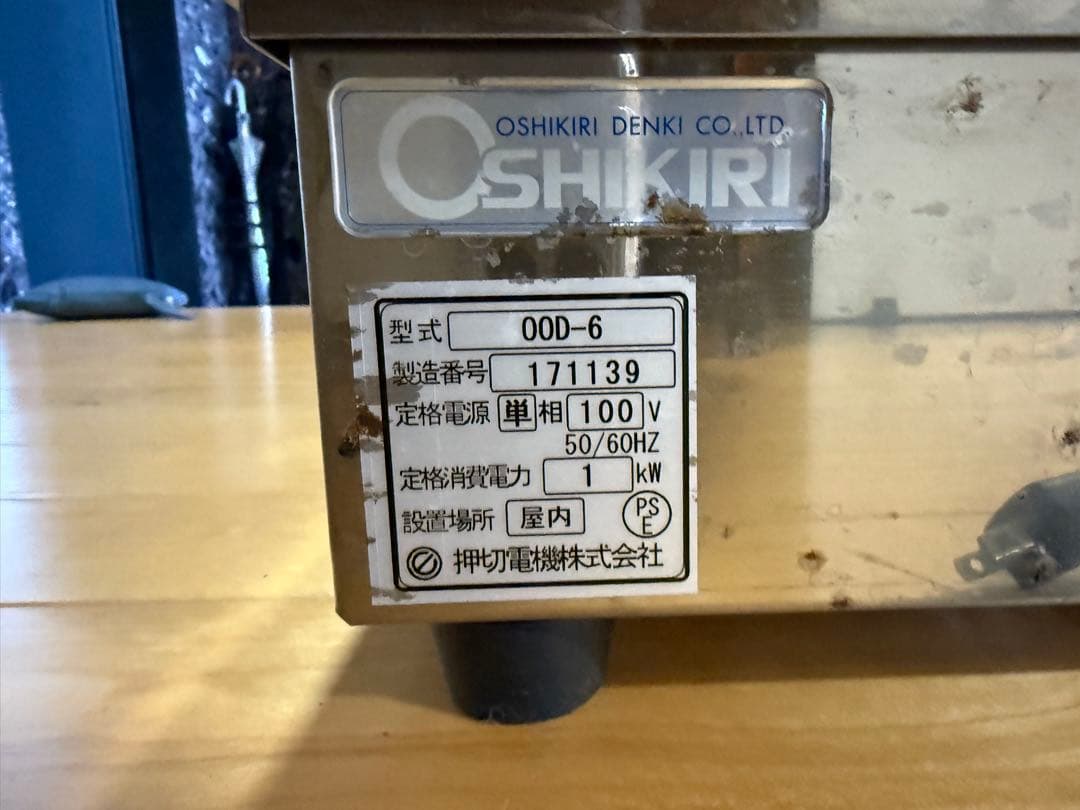 OSHIKIRI DENKI CO.,LTD.
OSHIKIRI
型式 OOD-6
製造番号 171139
定格電源 単相 100 V
50/60HZ
定格消費電力 1 kW
設置場所 屋内 PSE
押切電機株式会社